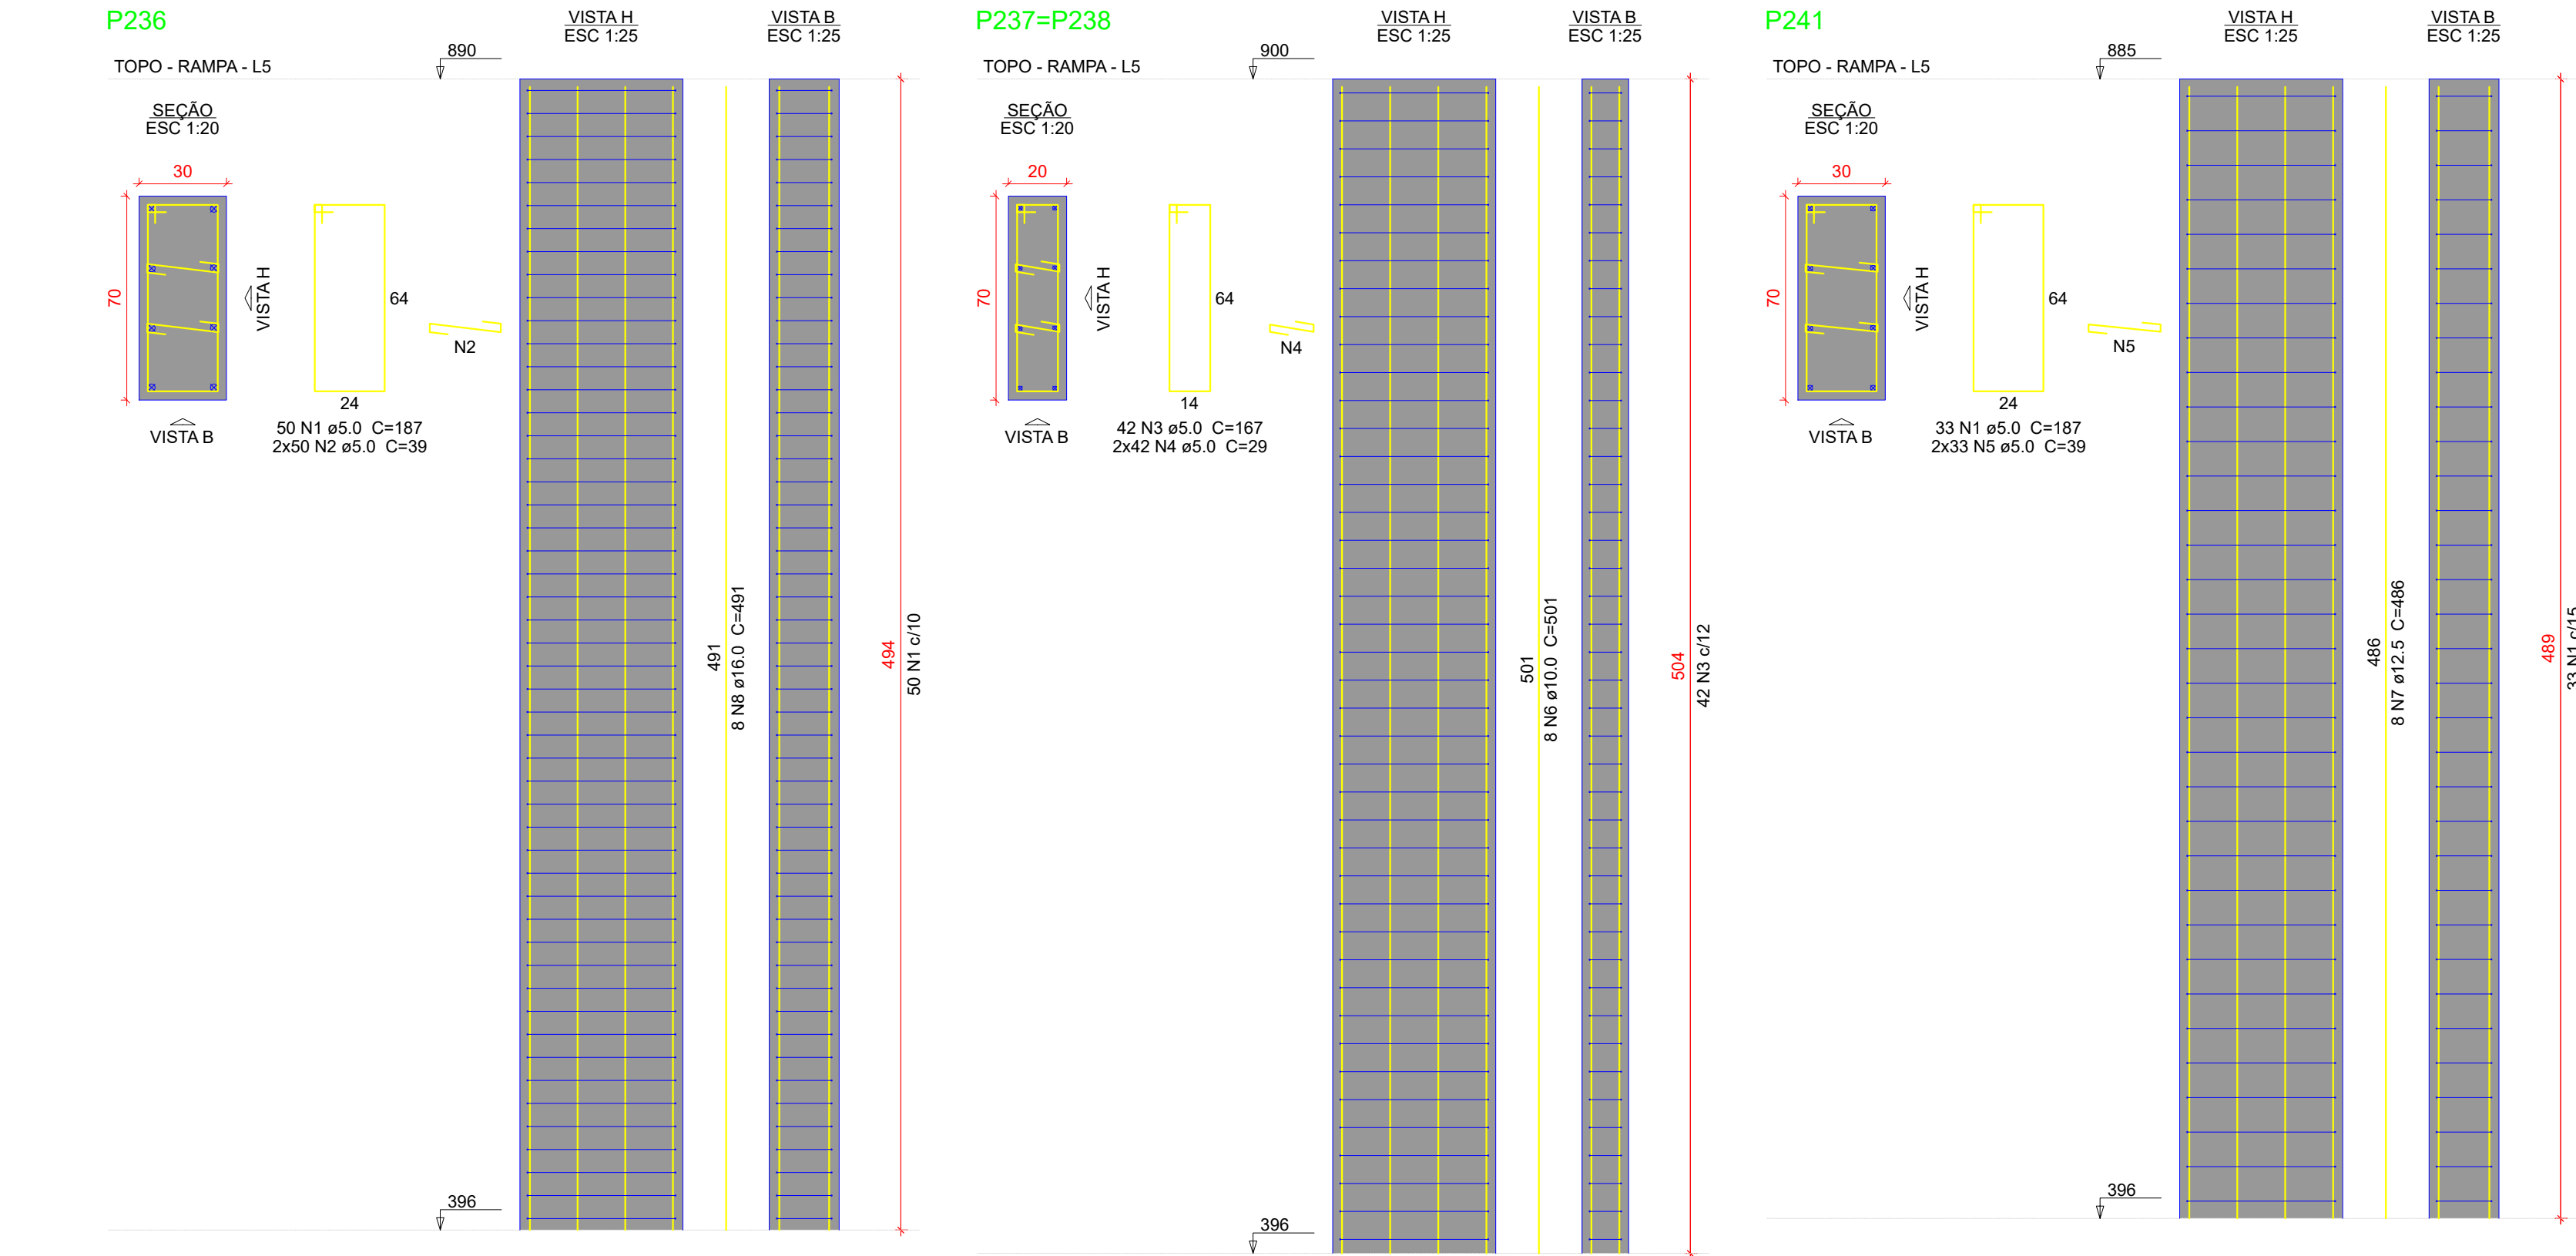 P236
VISTA H
ESC 1:25
VISTA B
ESC 1:25
890
TOPO - RAMPA - L5
SEÇÃO
ESC 1:20
30
70
VISTA H
64
N2
24
VISTA B
50 N1 ø5.0 C=187
2x50 N2 ø5.0 C=39
491
8 N8 ø16.0 C=491
494
50 N1 c/10
396
P237=P238
VISTA H
ESC 1:25
VISTA B
ESC 1:25
900
TOPO - RAMPA - L5
SEÇÃO
ESC 1:20
20
70
VISTA H
64
N4
14
VISTA B
42 N3 ø5.0 C=167
2x42 N4 ø5.0 C=29
501
8 N6 ø10.0 C=501
504
42 N3 c/12
396
P241
VISTA H
ESC 1:25
VISTA B
ESC 1:25
885
TOPO - RAMPA - L5
SEÇÃO
ESC 1:20
30
70
VISTA H
64
N5
24
VISTA B
33 N1 ø5.0 C=187
2x33 N5 ø5.0 C=39
486
8 N7 ø12.5 C=486
489
33 N1 c/15
396